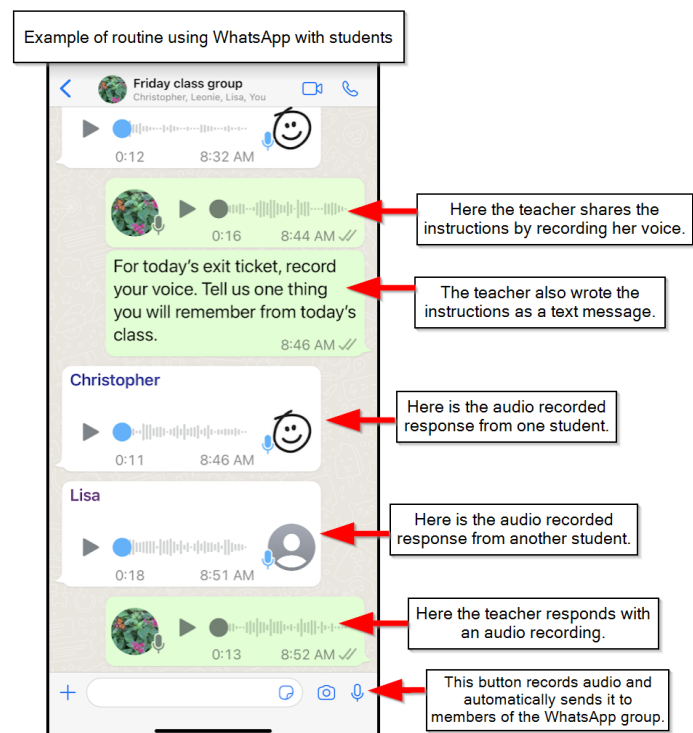 Example of routine using WhatsApp with students
Friday class group
Christopher, Leonie, Lisa, You
0:12 8:32 AM
0:16 8:44 AM
Here the teacher shares the
instructions by recording her voice.
For today's exit ticket, record
your voice. Tell us one thing
you will remember from today's
class.
8:46 AM
The teacher also wrote the
instructions as a text message.
Christopher
0:11 8:46 AM
Here is the audio recorded
response from one student.
Lisa
0:18 8:51 AM
Here is the audio recorded
response from another student.
0:13 8:52 AM
Here the teacher responds with
an audio recording.
This button records audio and
automatically sends it to
members of the WhatsApp group.